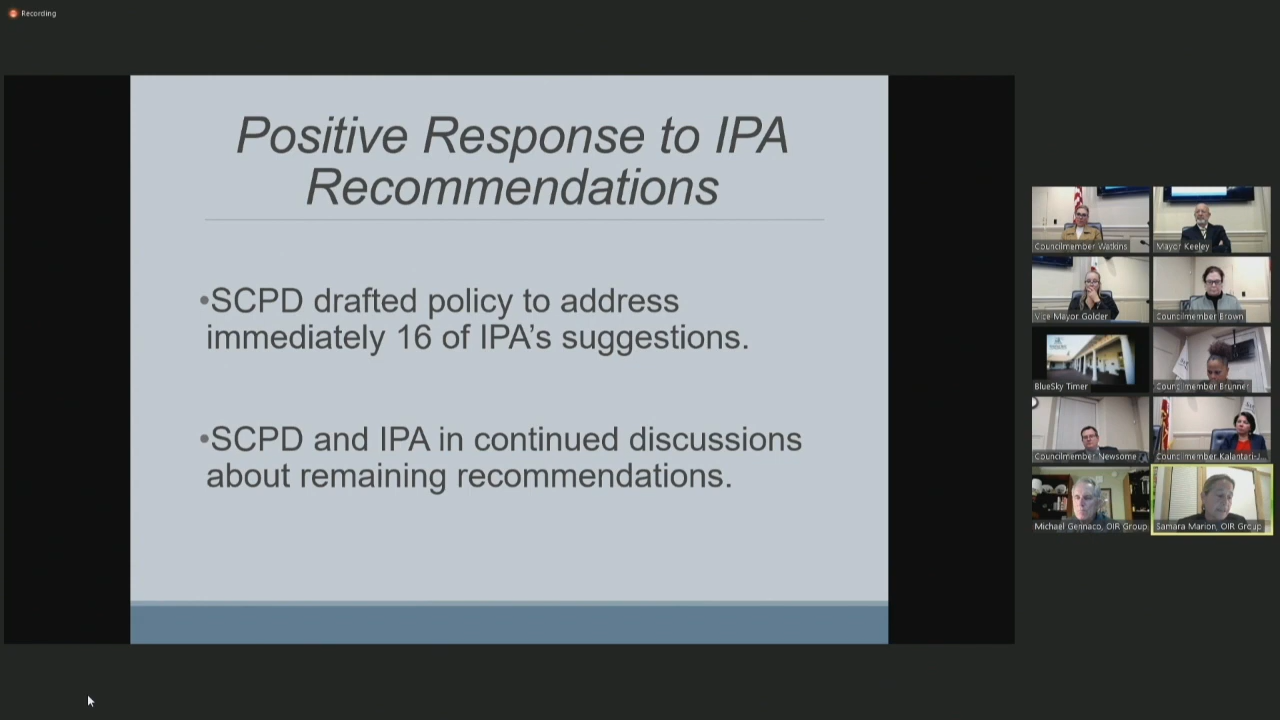 Recording
Positive Response to IPA
Recommendations
•SCPD drafted policy to address
immediately 16 of IPA's suggestions.
•SCPD and IPA in continued discussions
about remaining recommendations.
Councilmember Watkins
Mayor Keeley
Vice Mayor Golder
Councilmember Brown
BlueSky Timer
Councilmember Brunner
Councilmember Newsome
Councilmember Kalantari-J...
Michael Gennaco, OIR Group
Samara Marion, OIR Group